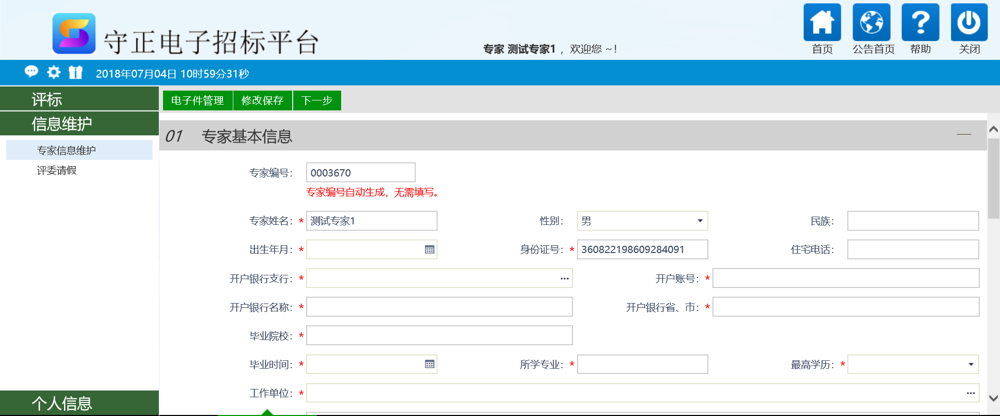 守正电子招标平台
专家 测试专家1 ，欢迎您 ~！
首页 公告首页 帮助 关闭
2018年07月04日 10时59分31秒
评标
信息维护
专家信息维护
评委请假
个人信息
电子件管理 修改保存 下一步
01 专家基本信息
专家编号： 0003670
专家编号自动生成，无需填写。
专家姓名：* 测试专家1 性别： 男 民族：
出生年月：* 身份证号：* 360822198609284091 住宅电话：
开户银行支行：* ... 开户账号：*
开户银行名称：* 开户银行省、市：*
毕业院校：*
毕业时间：* 所学专业：* 最高学历：*
工作单位：* ...